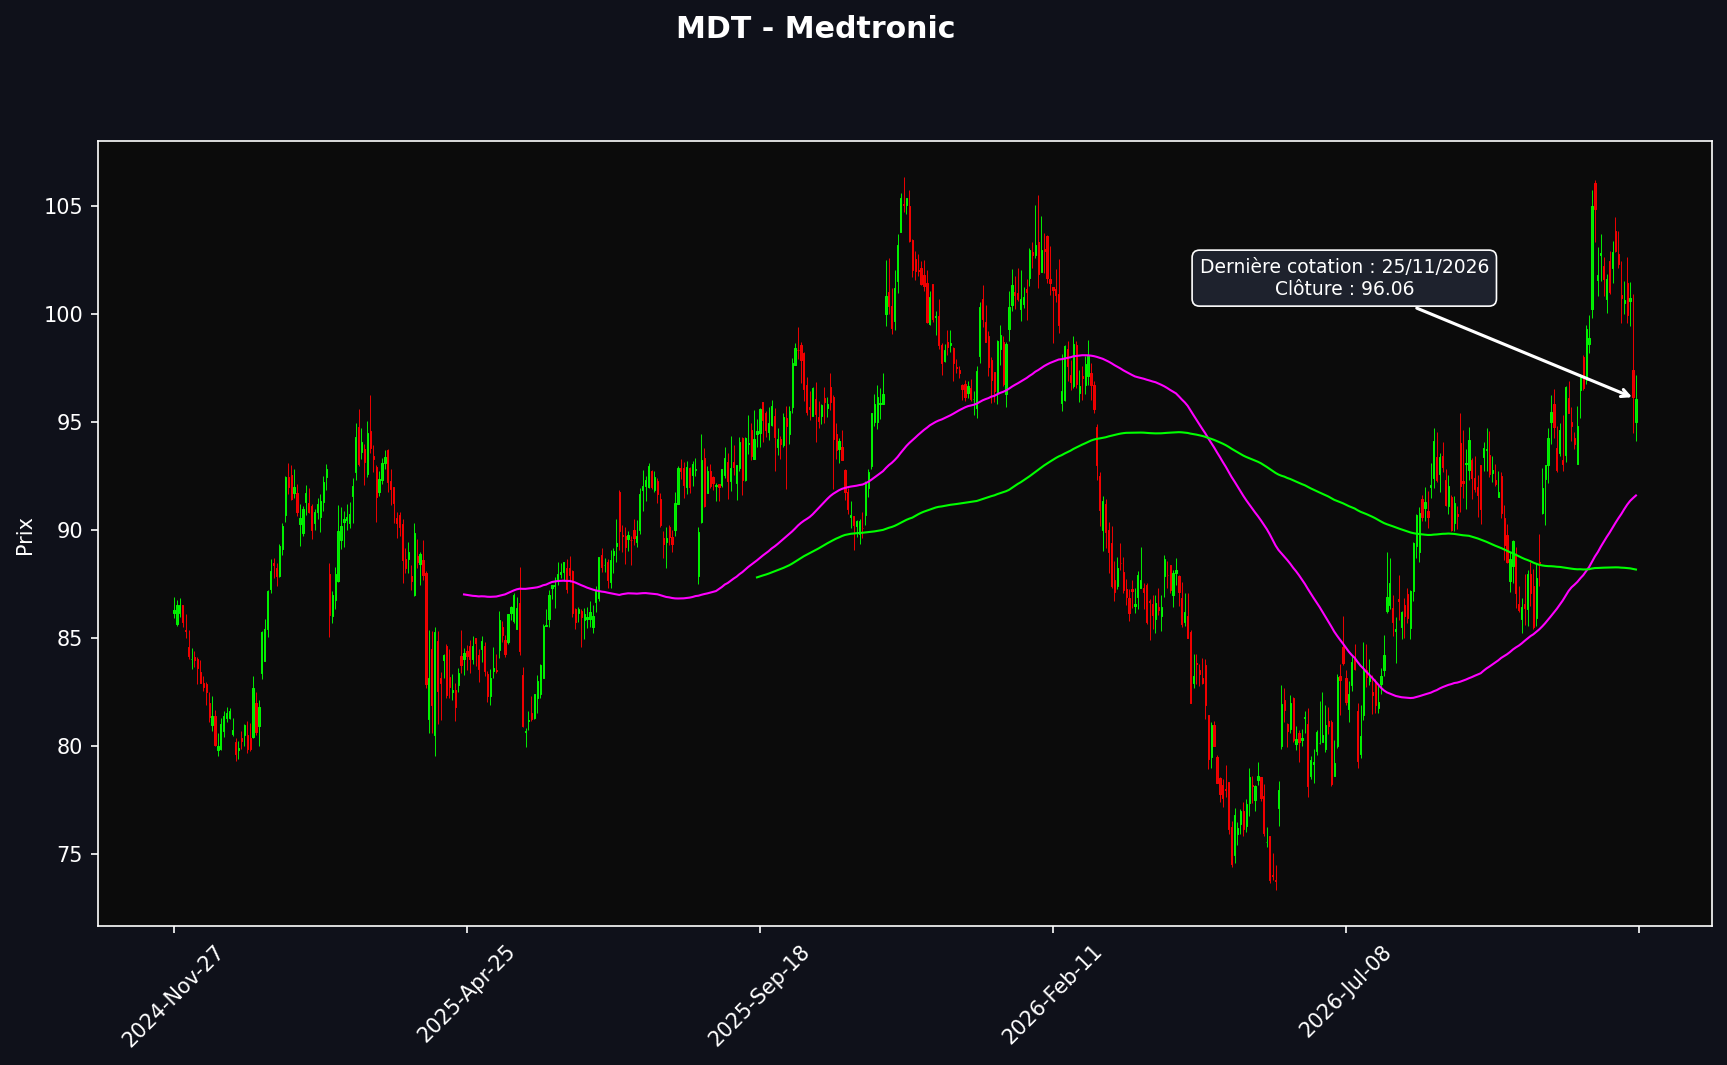 MDT - Medtronic
Prix
105
100
95
90
85
80
75
Dernière cotation : 25/11/2026
Clôture : 96.06
2024-Nov-27
2025-Apr-25
2025-Sep-18
2026-Feb-11
2026-Jul-08